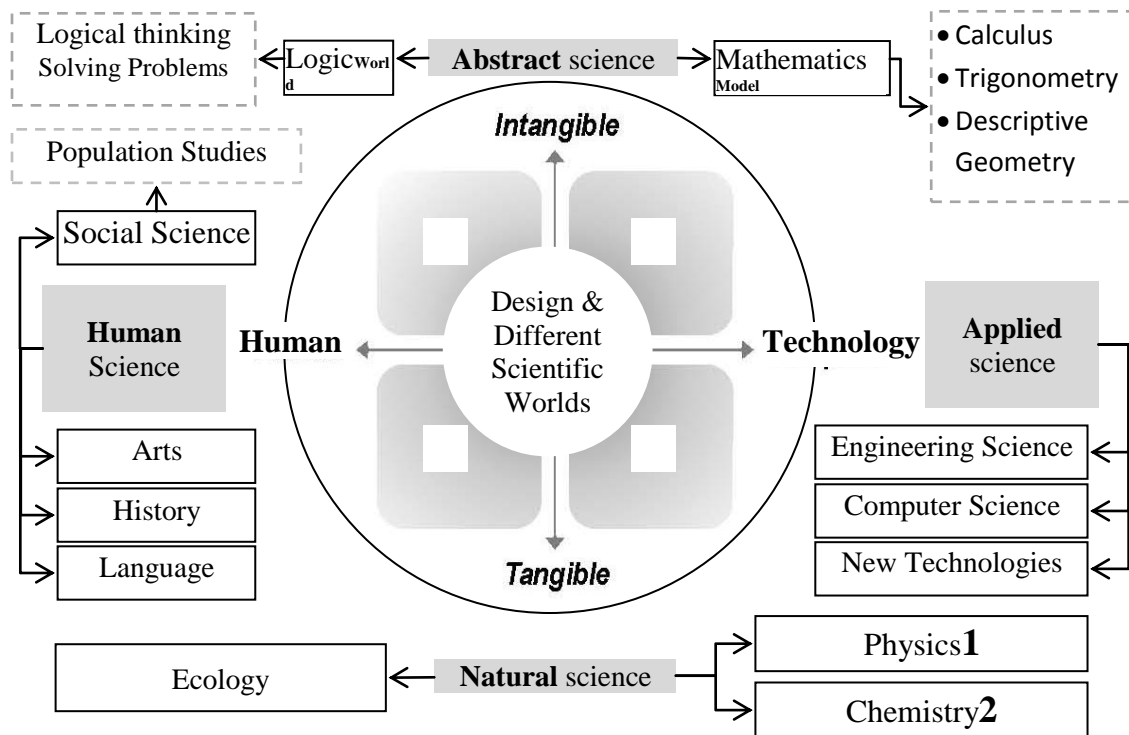 Logical thinking
Solving Problems
LogicWorl
d
Abstract science
Mathematics
Model
• Calculus
• Trigonometry
• Descriptive
Geometry
Intangible
Population Studies
Social Science
Human
Science
Human
Design &
Different
Scientific
Worlds
Technology
Applied
science
Arts
History
Language
Engineering Science
Computer Science
New Technologies
Tangible
Ecology
Natural science
Physics1
Chemistry2